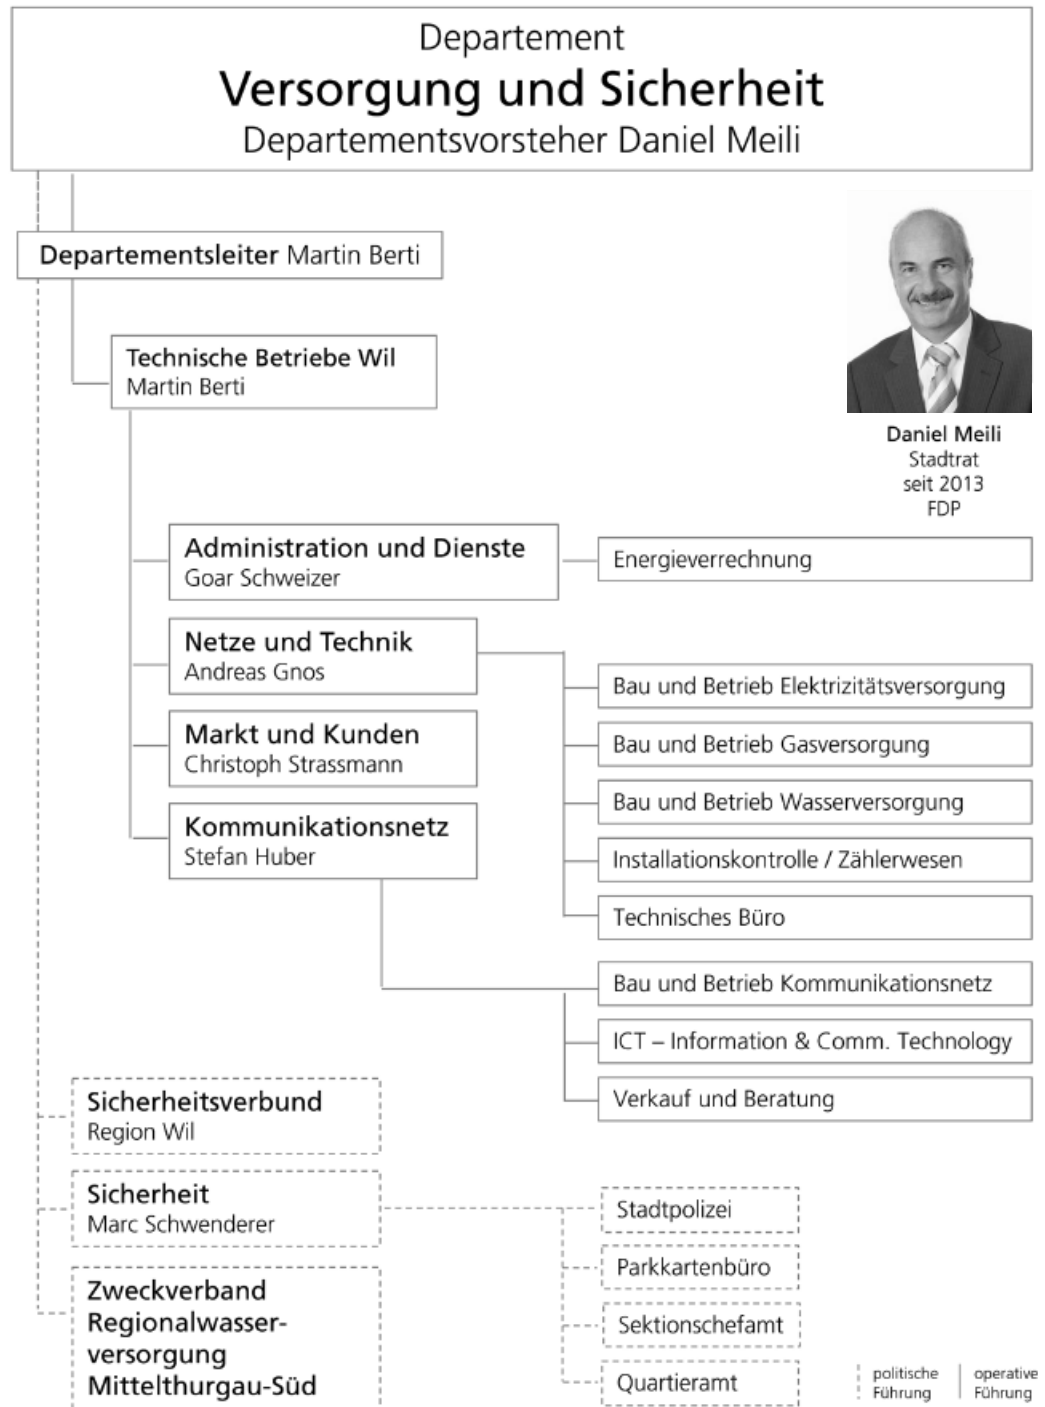 Departement
Versorgung und Sicherheit
Departementsvorsteher Daniel Meili
Departementsleiter Martin Berti
Technische Betriebe Wil
Martin Berti
Daniel Meili
Stadtrat
seit 2013
FDP
Administration und Dienste
Goar Schweizer
Energieverrechnung
Netze und Technik
Andreas Gnos
Markt und Kunden
Christoph Strassmann
Kommunikationsnetz
Stefan Huber
Bau und Betrieb Elektrizitätsversorgung
Bau und Betrieb Gasversorgung
Bau und Betrieb Wasserversorgung
Installationskontrolle / Zählerwesen
Technisches Büro
Bau und Betrieb Kommunikationsnetz
ICT – Information & Comm. Technology
Verkauf und Beratung
Sicherheitsverbund
Region Wil
Sicherheit
Marc Schwenderer
Stadtpolizei
Parkkartenbüro
Sektionschefamt
Quartieramt
Zweckverband
Regionalwasser-
versorgung
Mittelthurgau-Süd
politische
Führung
operative
Führung